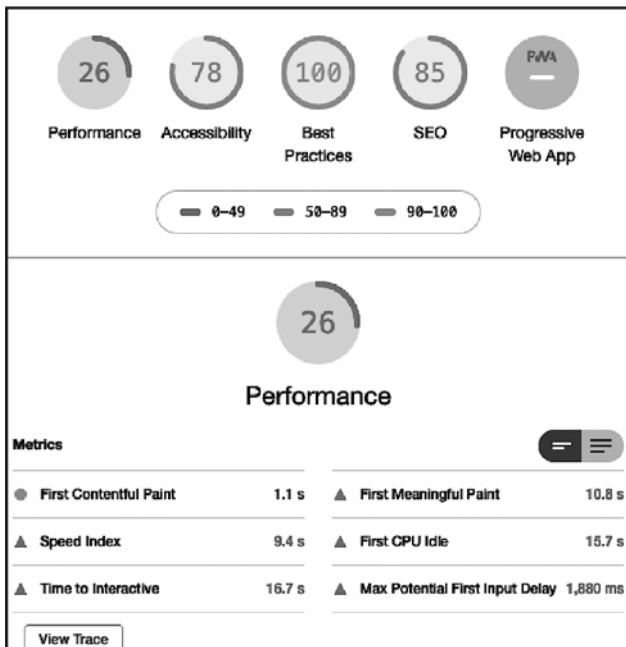 26 78 100 85 PWA
Performance Accessibility Best Practices SEO Progressive Web App
0–49 50–89 90–100
26
Performance
Metrics
First Contentful Paint 1.1 s
First Meaningful Paint 10.8 s
Speed Index 9.4 s
First CPU Idle 15.7 s
Time to Interactive 16.7 s
Max Potential First Input Delay 1,880 ms
View Trace